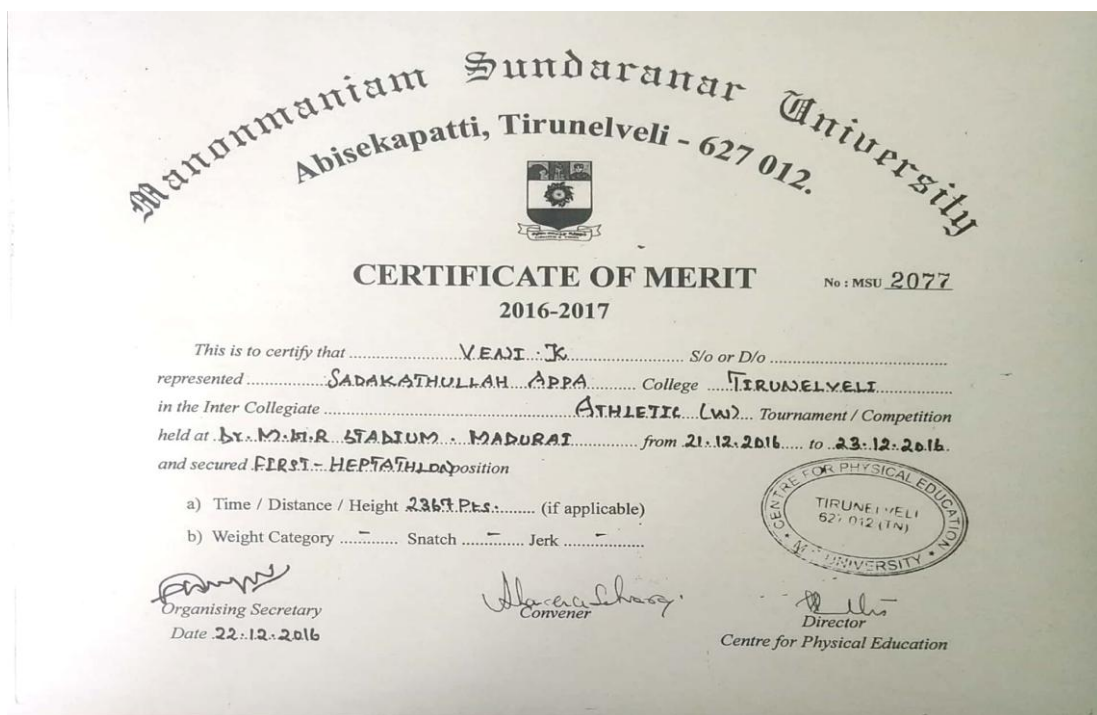 Manonmaniam Sundaranar University
Abisekapatti, Tirunelveli - 627 012.
CERTIFICATE OF MERIT
No : MSU 2077
2016-2017
This is to certify that VENI . K S/o or D/o
represented SADAKATHULLAH APPA College TIRUNELVELI
in the Inter Collegiate ATHLETIC (W) Tournament / Competition
held at Dr. M.G.R STADIUM . MADURAI from 21.12.2016 to 23.12.2016.
and secured FIRST - HEPTATHLON position
a) Time / Distance / Height 2367 Pts. (if applicable)
b) Weight Category - Snatch - Jerk -
CENTRE FOR PHYSICAL EDUCATION
TIRUNELVELI
627 012 (TN)
UNIVERSITY
Organising Secretary
Convener
Director
Date 22.12.2016
Centre for Physical Education